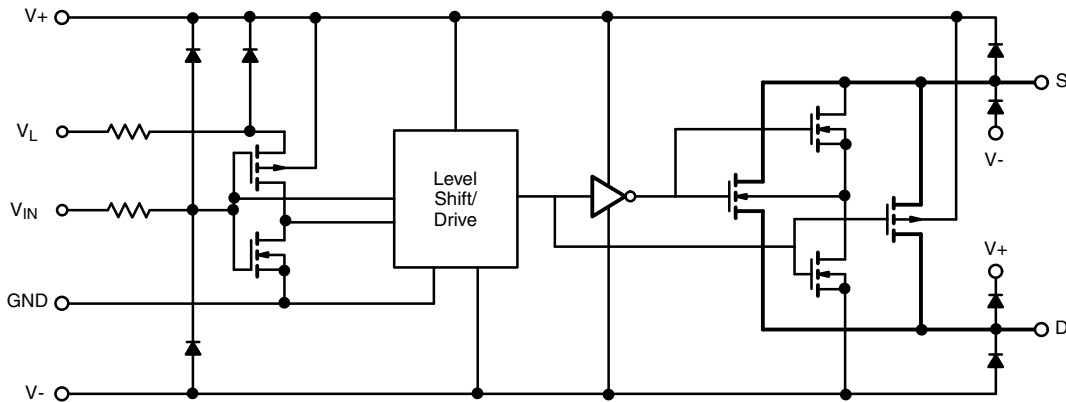 V+
S
VL
V-
Level
Shift/
Drive
VIN
V+
GND
D
V-